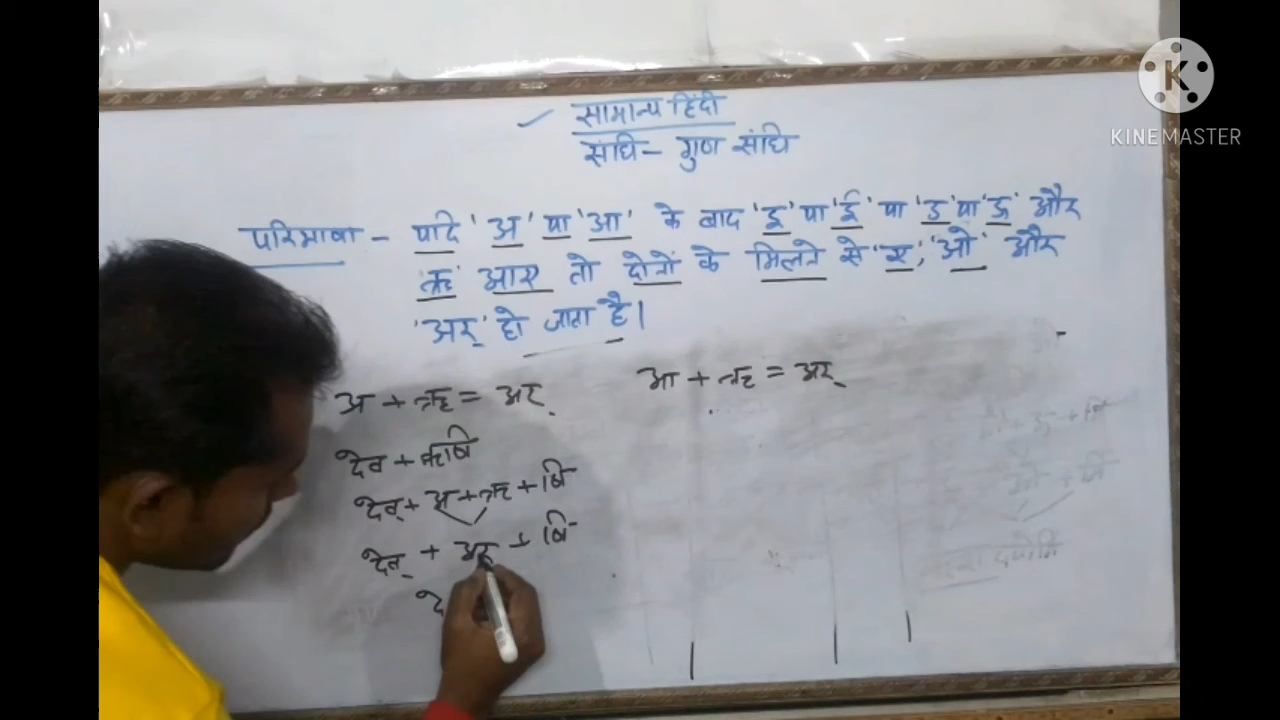 सामान्य हिंदी
संधि - गुण संधि
परिभाषा - यदि 'अ' या 'आ' के बाद 'इ' या 'ई' या 'उ' या 'ऊ' और
'ऋ' आए तो दोनों के मिलने से 'ए', 'ओ' और
'अर्' हो जाता है।
अ + ऋ = अर्
आ + ऋ = अर्
देव + ऋषि
देव् + अ + ऋ + षि
देव् + अर् + षि
दे
KINEMASTER